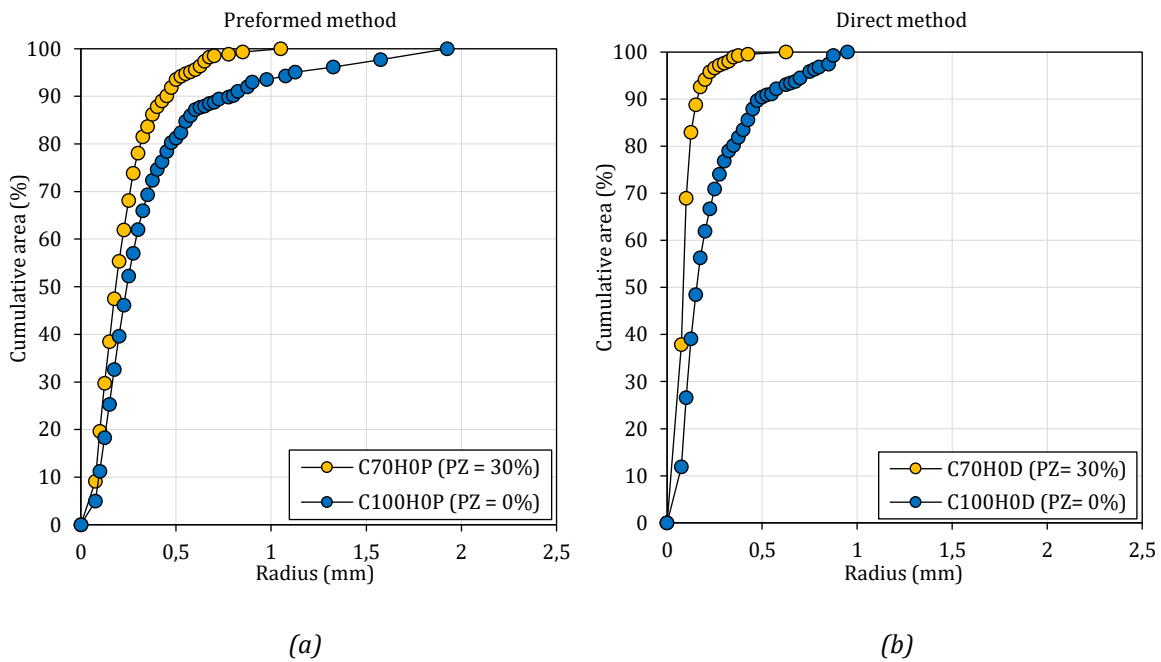 Preformed method
100
90
80
70
60
50
40
30
20
10
0
Cumulative area (%)
C70H0P (PZ = 30%)
C100H0P (PZ = 0%)
0 0,5 1 1,5 2 2,5
Radius (mm)
(a)
Direct method
100
90
80
70
60
50
40
30
20
10
0
Cumulative area (%)
C70H0D (PZ= 30%)
C100H0D (PZ= 0%)
0 0,5 1 1,5 2 2,5
Radius (mm)
(b)